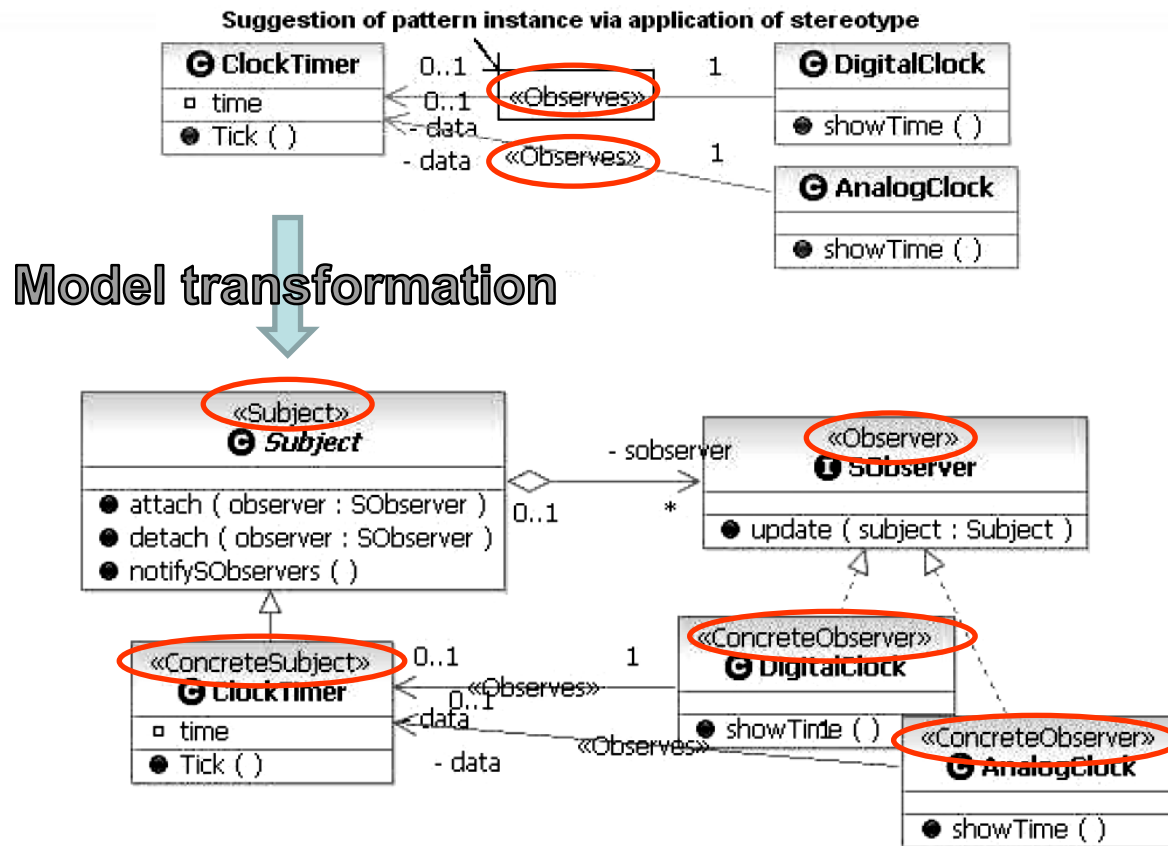 Suggestion of pattern instance via application of stereotype
ClockTimer
time
Tick ( )
0..1
0..1
- data
- data
«Observes»
«Observes»
1
1
DigitalClock
showTime ( )
AnalogClock
showTime ( )
Model transformation
«Subject»
Subject
attach ( observer : SObserver )
detach ( observer : SObserver )
notifySObservers ( )
0..1
- sobserver
*
«Observer»
SObserver
update ( subject : Subject )
«ConcreteSubject»
ClockTimer
time
Tick ( )
0..1
0..1
«Observes»
- data
- data
«Observes»
1
1
«ConcreteObserver»
DigitalClock
showTime ( )
«ConcreteObserver»
AnalogClock
showTime ( )